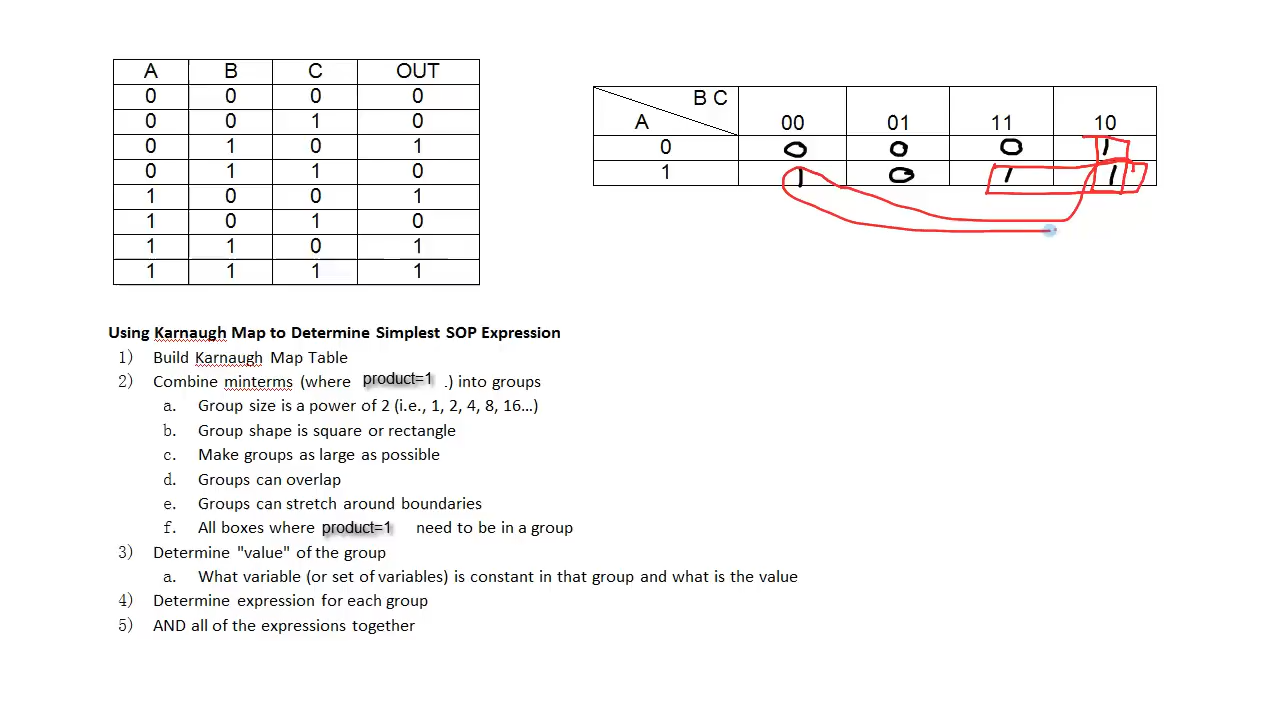 A B C OUT
0 0 0 0
0 0 1 0
0 1 0 1
0 1 1 0
1 0 0 1
1 0 1 0
1 1 0 1
1 1 1 1
B C
A 00 01 11 10
0 0 0 0 1
1 1 0 1 1
Using Karnaugh Map to Determine Simplest SOP Expression
1) Build Karnaugh Map Table
2) Combine minterms (where product=1 .) into groups
a. Group size is a power of 2 (i.e., 1, 2, 4, 8, 16...)
b. Group shape is square or rectangle
c. Make groups as large as possible
d. Groups can overlap
e. Groups can stretch around boundaries
f. All boxes where product=1 need to be in a group
3) Determine "value" of the group
a. What variable (or set of variables) is constant in that group and what is the value
4) Determine expression for each group
5) AND all of the expressions together